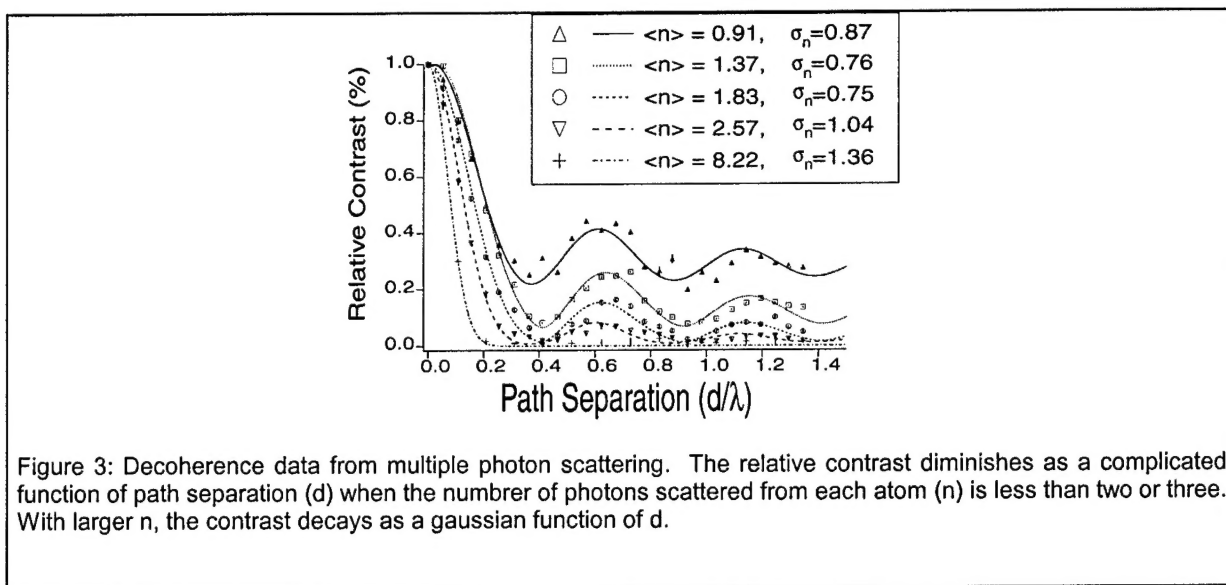 <n> = 0.91, σn=0.87
<n> = 1.37, σn=0.76
<n> = 1.83, σn=0.75
<n> = 2.57, σn=1.04
<n> = 8.22, σn=1.36
Relative Contrast (%)
1.0
0.8
0.6
0.4
0.2
0.0
0.0 0.2 0.4 0.6 0.8 1.0 1.2 1.4
Path Separation (d/λ)
Figure 3: Decoherence data from multiple photon scattering. The relative contrast diminishes as a complicated
function of path separation (d) when the numbrer of photons scattered from each atom (n) is less than two or three.
With larger n, the contrast decays as a gaussian function of d.